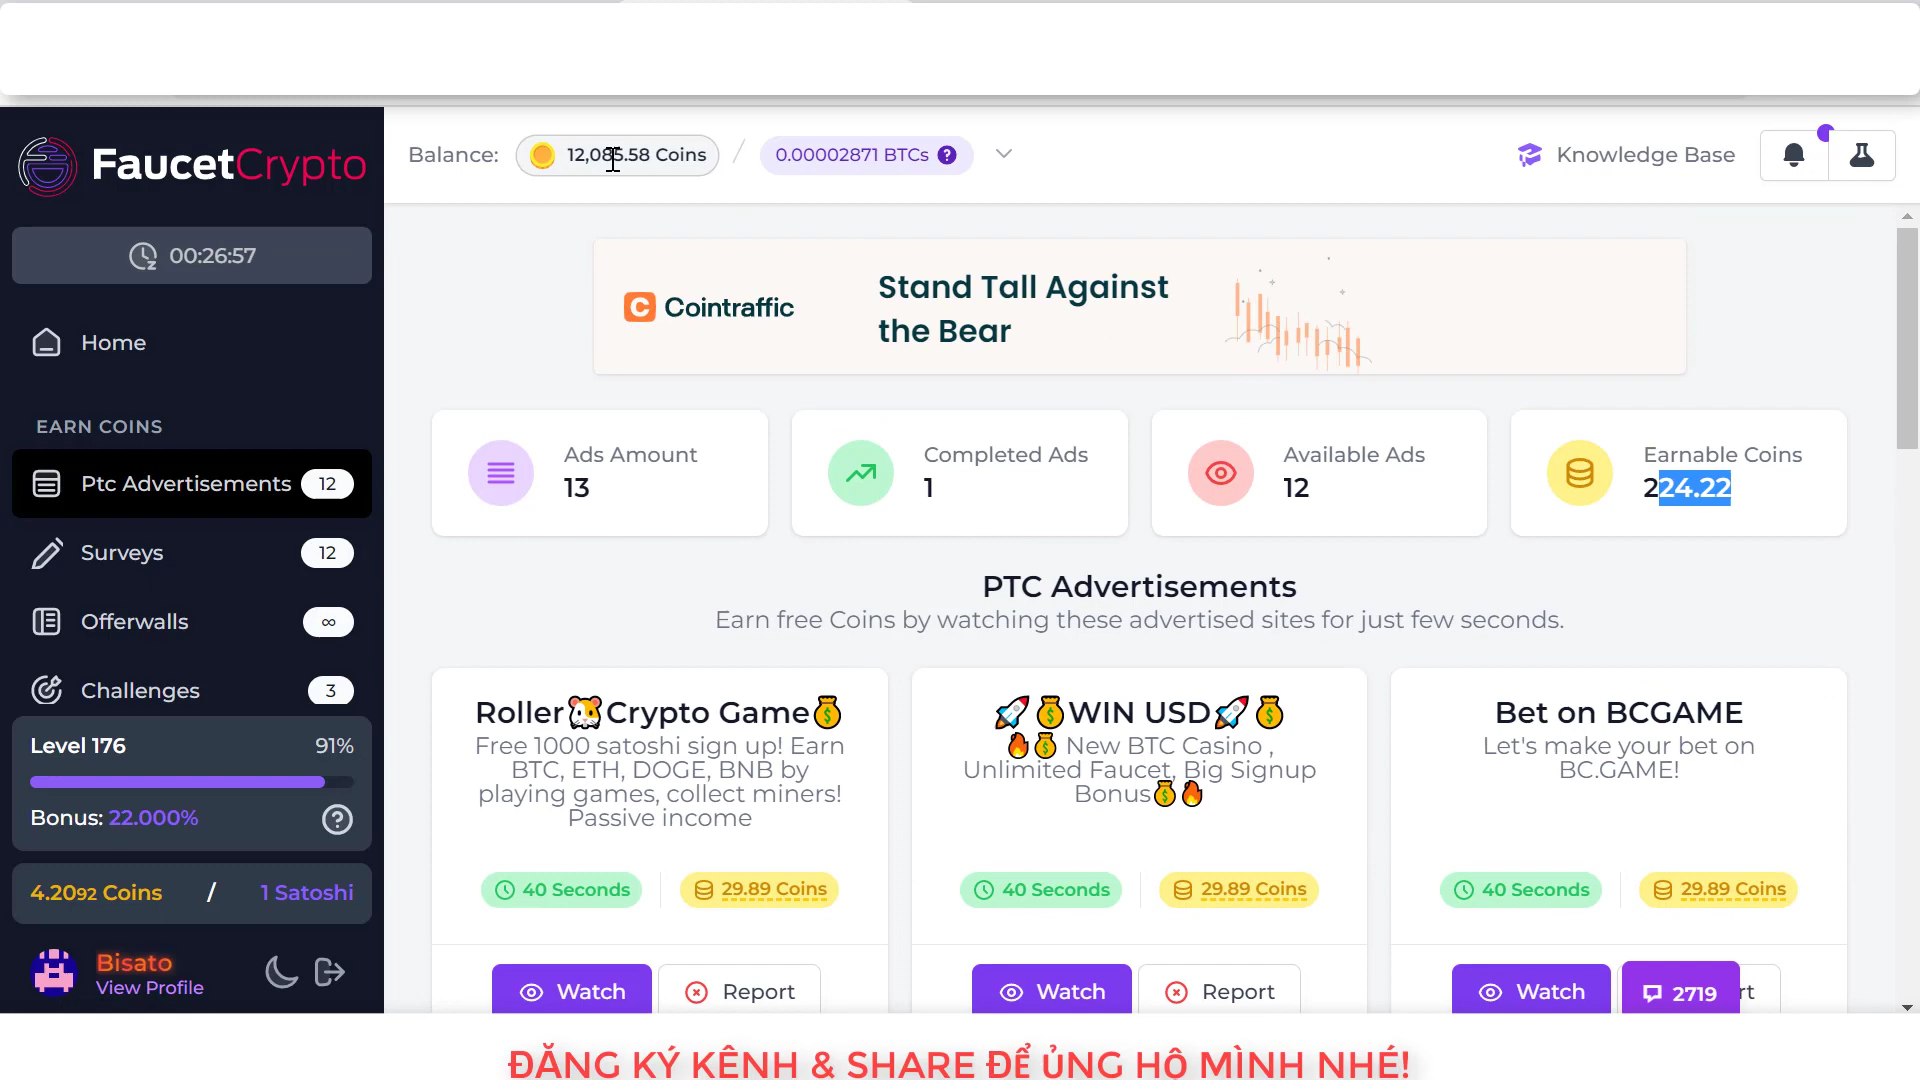 FaucetCrypto
00:26:57
Home
EARN COINS
Ptc Advertisements 12
Surveys 12
Offerwalls ∞
Challenges 3
Level 176 91%
Bonus: 22.000%
4.2092 Coins / 1 Satoshi
Bisato
View Profile
Balance: 12,085.58 Coins / 0.00002871 BTCs
Knowledge Base
Cointraffic
Stand Tall Against
the Bear
Ads Amount
13
Completed Ads
1
Available Ads
12
Earnable Coins
224.22
PTC Advertisements
Earn free Coins by watching these advertised sites for just few seconds.
Roller🐹Crypto Game💰
Free 1000 satoshi sign up! Earn
BTC, ETH, DOGE, BNB by
playing games, collect miners!
Passive income
40 Seconds
29.89 Coins
Watch
Report
🚀💰WIN USD🚀💰
🔥💰 New BTC Casino ,
Unlimited Faucet, Big Signup
Bonus💰🔥
40 Seconds
29.89 Coins
Watch
Report
Bet on BCGAME
Let's make your bet on
BC.GAME!
40 Seconds
29.89 Coins
Watch
2719
rt
ĐĂNG KÝ KÊNH & SHARE ĐỂ ỦNG HỘ MÌNH NHÉ!